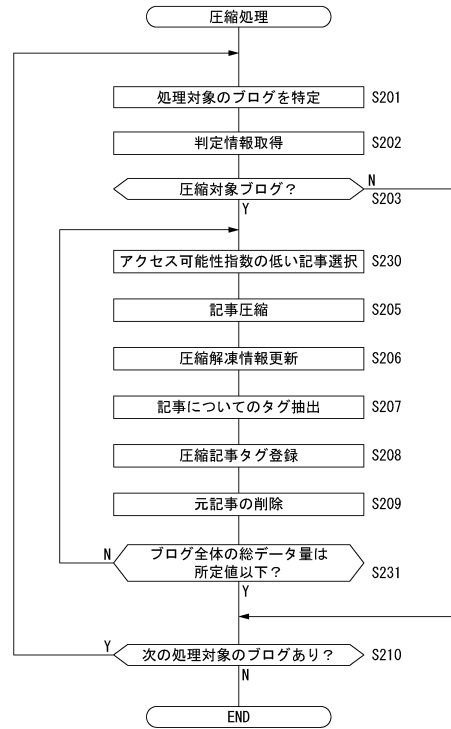 圧縮処理
処理対象のブログを特定 S201
判定情報取得 S202
圧縮対象ブログ? N
S203
Y
アクセス可能性指数の低い記事選択 S230
記事圧縮 S205
圧縮解凍情報更新 S206
記事についてのタグ抽出 S207
圧縮記事タグ登録 S208
元記事の削除 S209
N ブログ全体の総データ量は
所定値以下? S231
Y
Y 次の処理対象のブログあり? S210
N
END